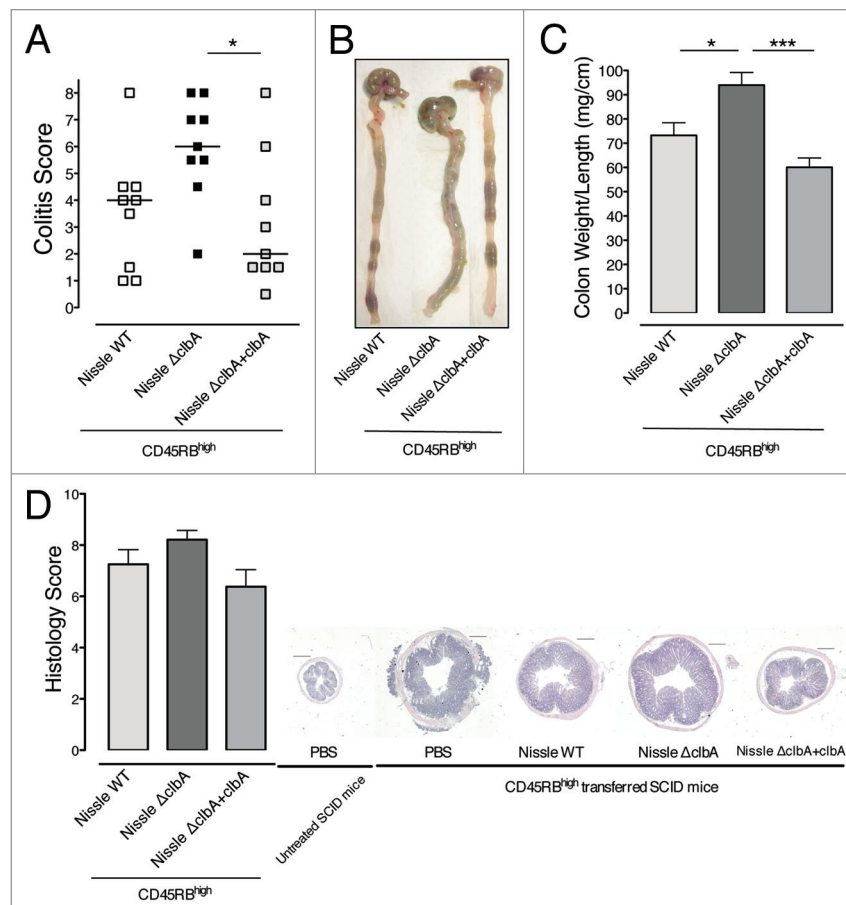 A
*
Colitis Score
8
7
6
5
4
3
2
1
0
Nissle WT
Nissle ΔclbA
Nissle ΔclbA+clbA
CD45RBhigh
B
Nissle WT
Nissle ΔclbA
Nissle ΔclbA+clbA
CD45RBhigh
C
* ***
Colon Weight/Length (mg/cm)
100
90
80
70
60
50
40
30
20
10
0
Nissle WT
Nissle ΔclbA
Nissle ΔclbA+clbA
CD45RBhigh
D
Histology Score
10
8
6
4
2
0
Nissle WT
Nissle ΔclbA
Nissle ΔclbA+clbA
CD45RBhigh
PBS
Untreated SCID mice
PBS
Nissle WT
Nissle ΔclbA
Nissle ΔclbA+clbA
CD45RBhigh transferred SCID mice